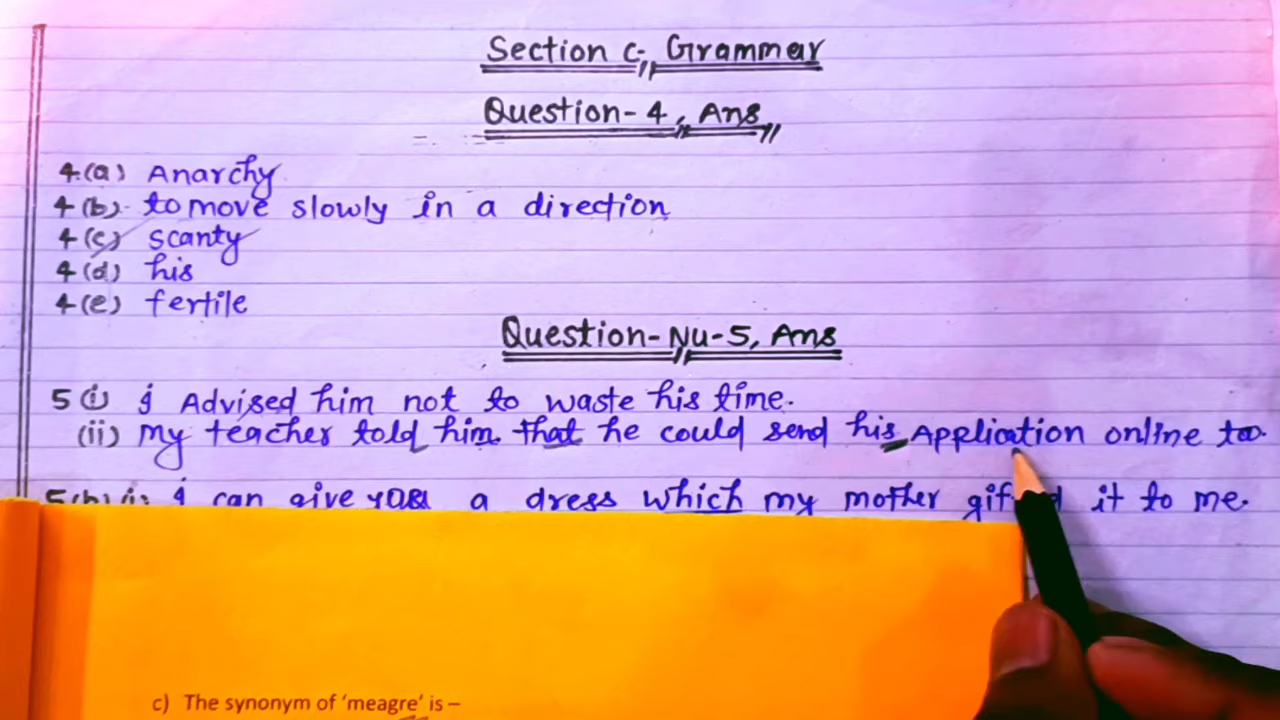 Section C, Grammar
Question-4, Ans
4.(a) Anarchy
4(b). to move slowly in a direction
4(c) scanty
4(d) his
4(e) fertile
Question-Nu-5, Ans
5(i) I Advised him not to waste his time.
(ii) My teacher told him that he could send his Application online too.
5(b)(i) I can give you a dress which my mother it to me.
c) The synonym of 'meagre' is –